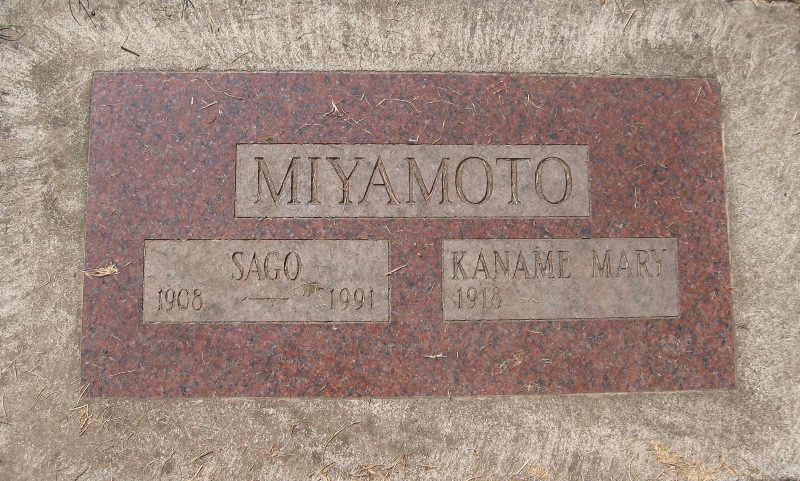 MIYAMOTO
SAGO
1908 — 1991
KANAME MARY
1918 —